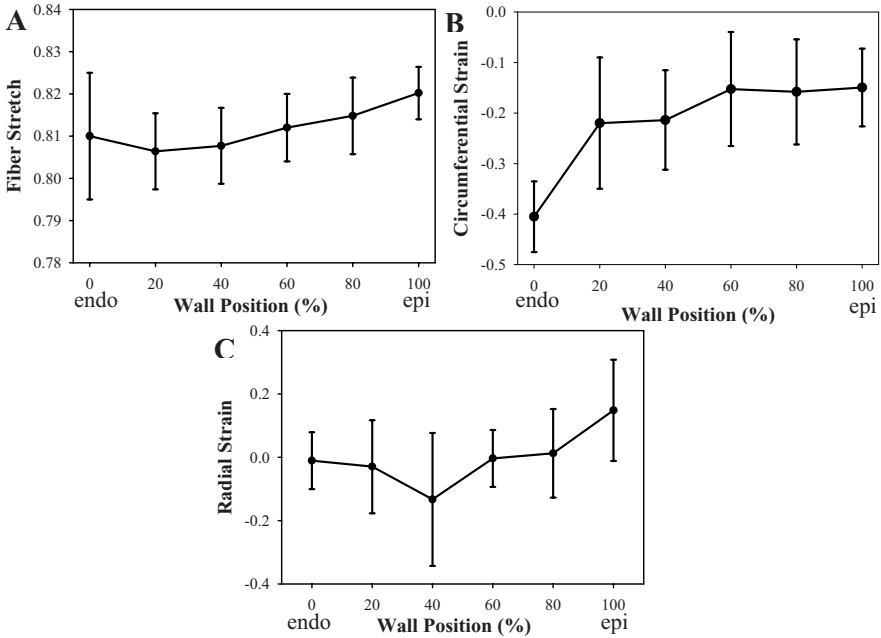 A
Fiber Stretch
0.84
0.83
0.82
0.81
0.80
0.79
0.78
0 20 40 60 80 100
endo Wall Position (%) epi
B
Circumferential Strain
0.0
-0.1
-0.2
-0.3
-0.4
-0.5
0 20 40 60 80 100
endo Wall Position (%) epi
C
Radial Strain
0.4
0.2
0.0
-0.2
-0.4
0 20 40 60 80 100
endo Wall Position (%) epi